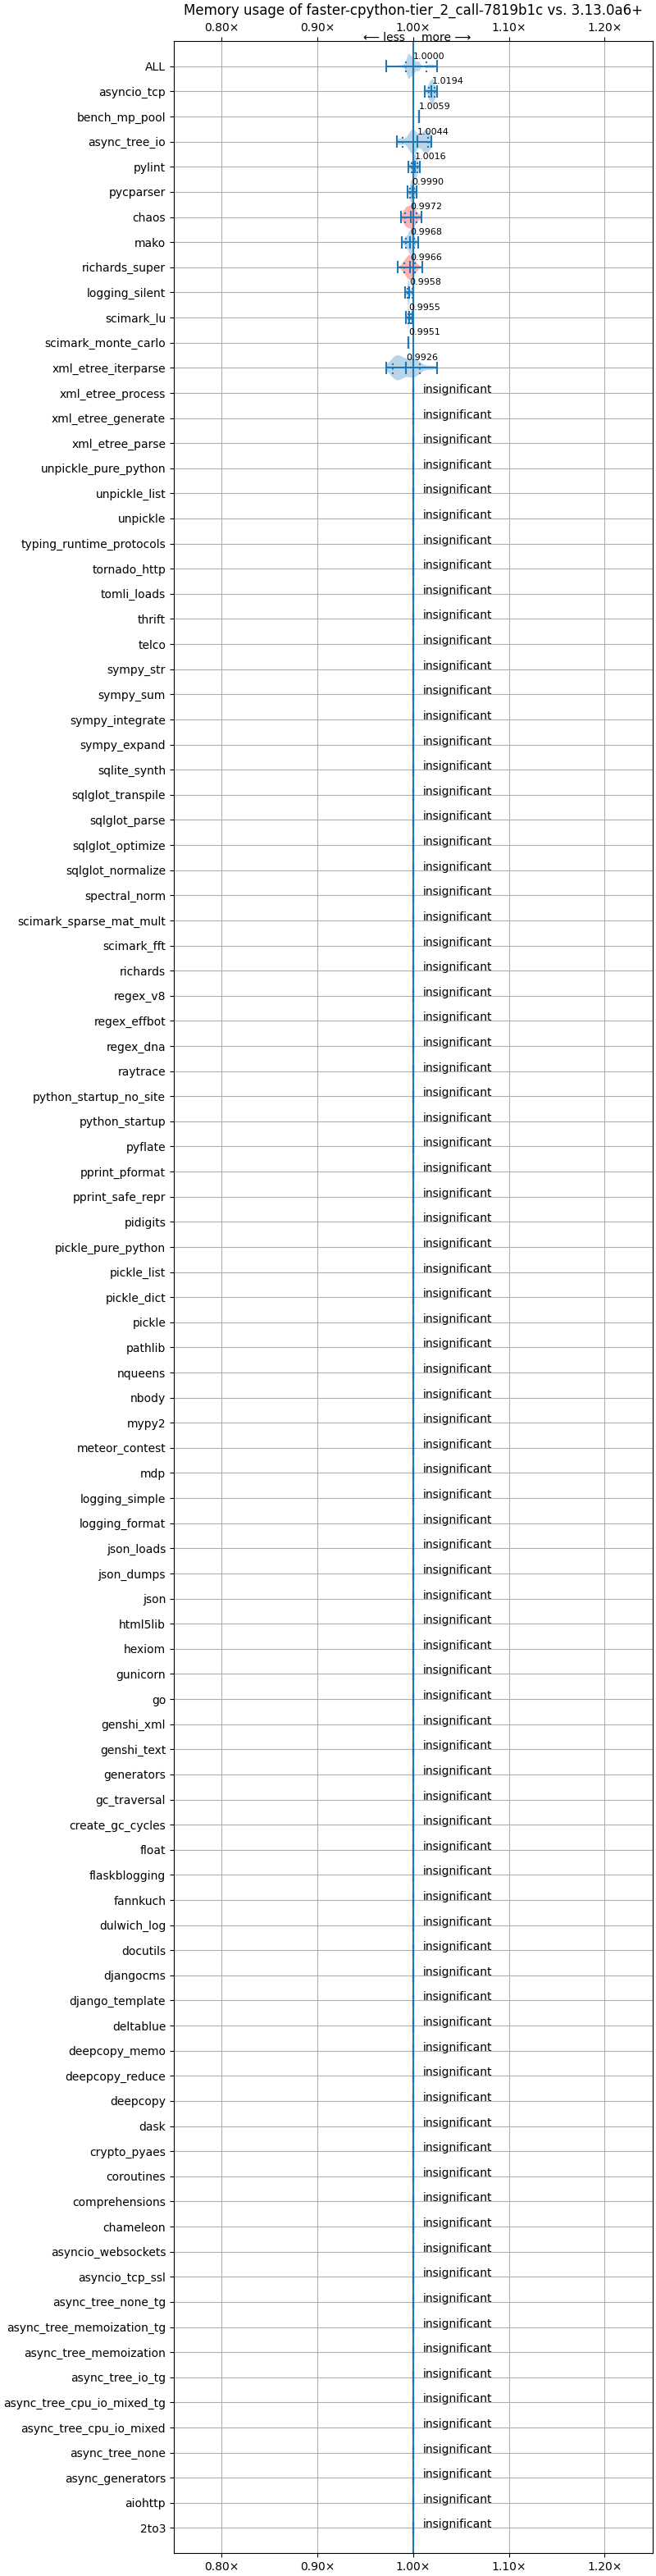 Memory usage of faster-cpython-tier_2_call-7819b1c vs. 3.13.0a6+
0.80× 0.90× 1.00× 1.10× 1.20×
⟵ less more ⟶
ALL 1.0000
asyncio_tcp 1.0194
bench_mp_pool 1.0059
async_tree_io 1.0044
pylint 1.0016
pycparser 0.9990
chaos 0.9972
mako 0.9968
richards_super 0.9966
logging_silent 0.9958
scimark_lu 0.9955
scimark_monte_carlo 0.9951
xml_etree_iterparse 0.9926
xml_etree_process insignificant
xml_etree_generate insignificant
xml_etree_parse insignificant
unpickle_pure_python insignificant
unpickle_list insignificant
unpickle insignificant
typing_runtime_protocols insignificant
tornado_http insignificant
tomli_loads insignificant
thrift insignificant
telco insignificant
sympy_str insignificant
sympy_sum insignificant
sympy_integrate insignificant
sympy_expand insignificant
sqlite_synth insignificant
sqlglot_transpile insignificant
sqlglot_parse insignificant
sqlglot_optimize insignificant
sqlglot_normalize insignificant
spectral_norm insignificant
scimark_sparse_mat_mult insignificant
scimark_fft insignificant
richards insignificant
regex_v8 insignificant
regex_effbot insignificant
regex_dna insignificant
raytrace insignificant
python_startup_no_site insignificant
python_startup insignificant
pyflate insignificant
pprint_pformat insignificant
pprint_safe_repr insignificant
pidigits insignificant
pickle_pure_python insignificant
pickle_list insignificant
pickle_dict insignificant
pickle insignificant
pathlib insignificant
nqueens insignificant
nbody insignificant
mypy2 insignificant
meteor_contest insignificant
mdp insignificant
logging_simple insignificant
logging_format insignificant
json_loads insignificant
json_dumps insignificant
json insignificant
html5lib insignificant
hexiom insignificant
gunicorn insignificant
go insignificant
genshi_xml insignificant
genshi_text insignificant
generators insignificant
gc_traversal insignificant
create_gc_cycles insignificant
float insignificant
flaskblogging insignificant
fannkuch insignificant
dulwich_log insignificant
docutils insignificant
djangocms insignificant
django_template insignificant
deltablue insignificant
deepcopy_memo insignificant
deepcopy_reduce insignificant
deepcopy insignificant
dask insignificant
crypto_pyaes insignificant
coroutines insignificant
comprehensions insignificant
chameleon insignificant
asyncio_websockets insignificant
asyncio_tcp_ssl insignificant
async_tree_none_tg insignificant
async_tree_memoization_tg insignificant
async_tree_memoization insignificant
async_tree_io_tg insignificant
async_tree_cpu_io_mixed_tg insignificant
async_tree_cpu_io_mixed insignificant
async_tree_none insignificant
async_generators insignificant
aiohttp insignificant
2to3 insignificant
0.80× 0.90× 1.00× 1.10× 1.20×